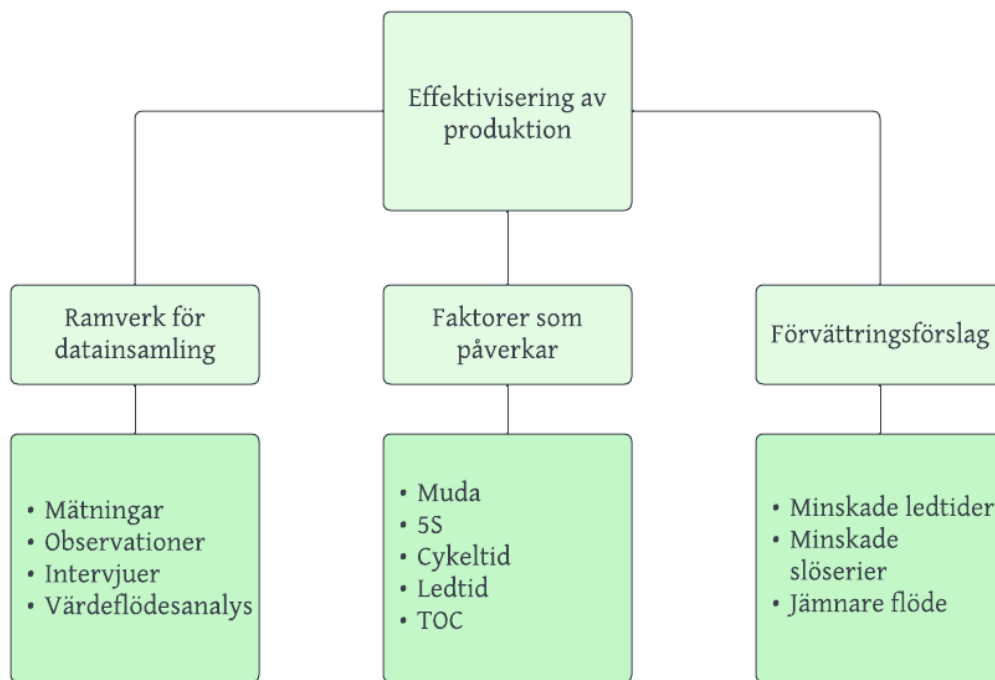 Effektivisering av
produktion
Ramverk för
datainsamling
Faktorer som
påverkar
Förvättringsförslag
• Mätningar
• Observationer
• Intervjuer
• Värdeflödesanalys
• Muda
• 5S
• Cykeltid
• Ledtid
• TOC
• Minskade ledtider
• Minskade
slöserier
• Jämnare flöde